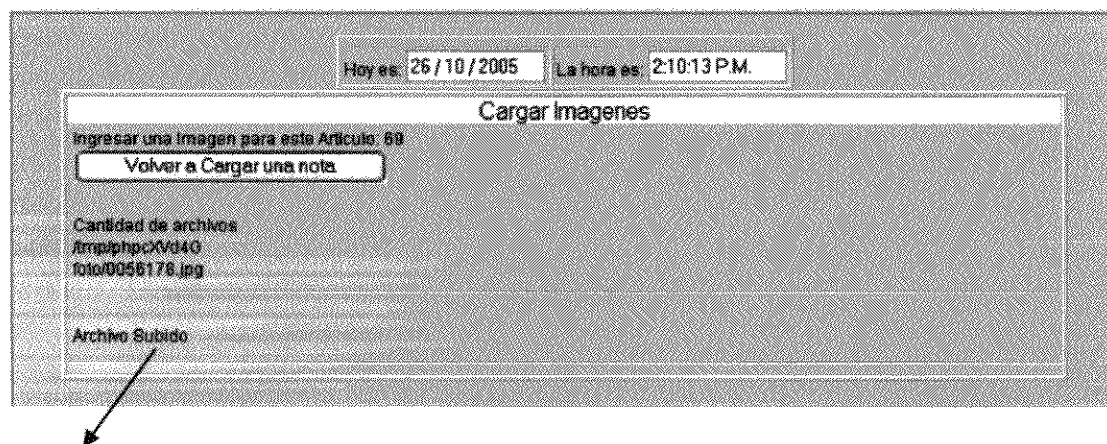 Hoy es: 26 / 10 / 2005 La hora es: 2:10:13 P.M.
Cargar Imagenes
Ingresar una Imagen para este Articulo: 69
Volver a Cargar una nota
Cantidad de archivos
/tmp/phpcXVd4O
foto/0056178.jpg
Archivo Subido